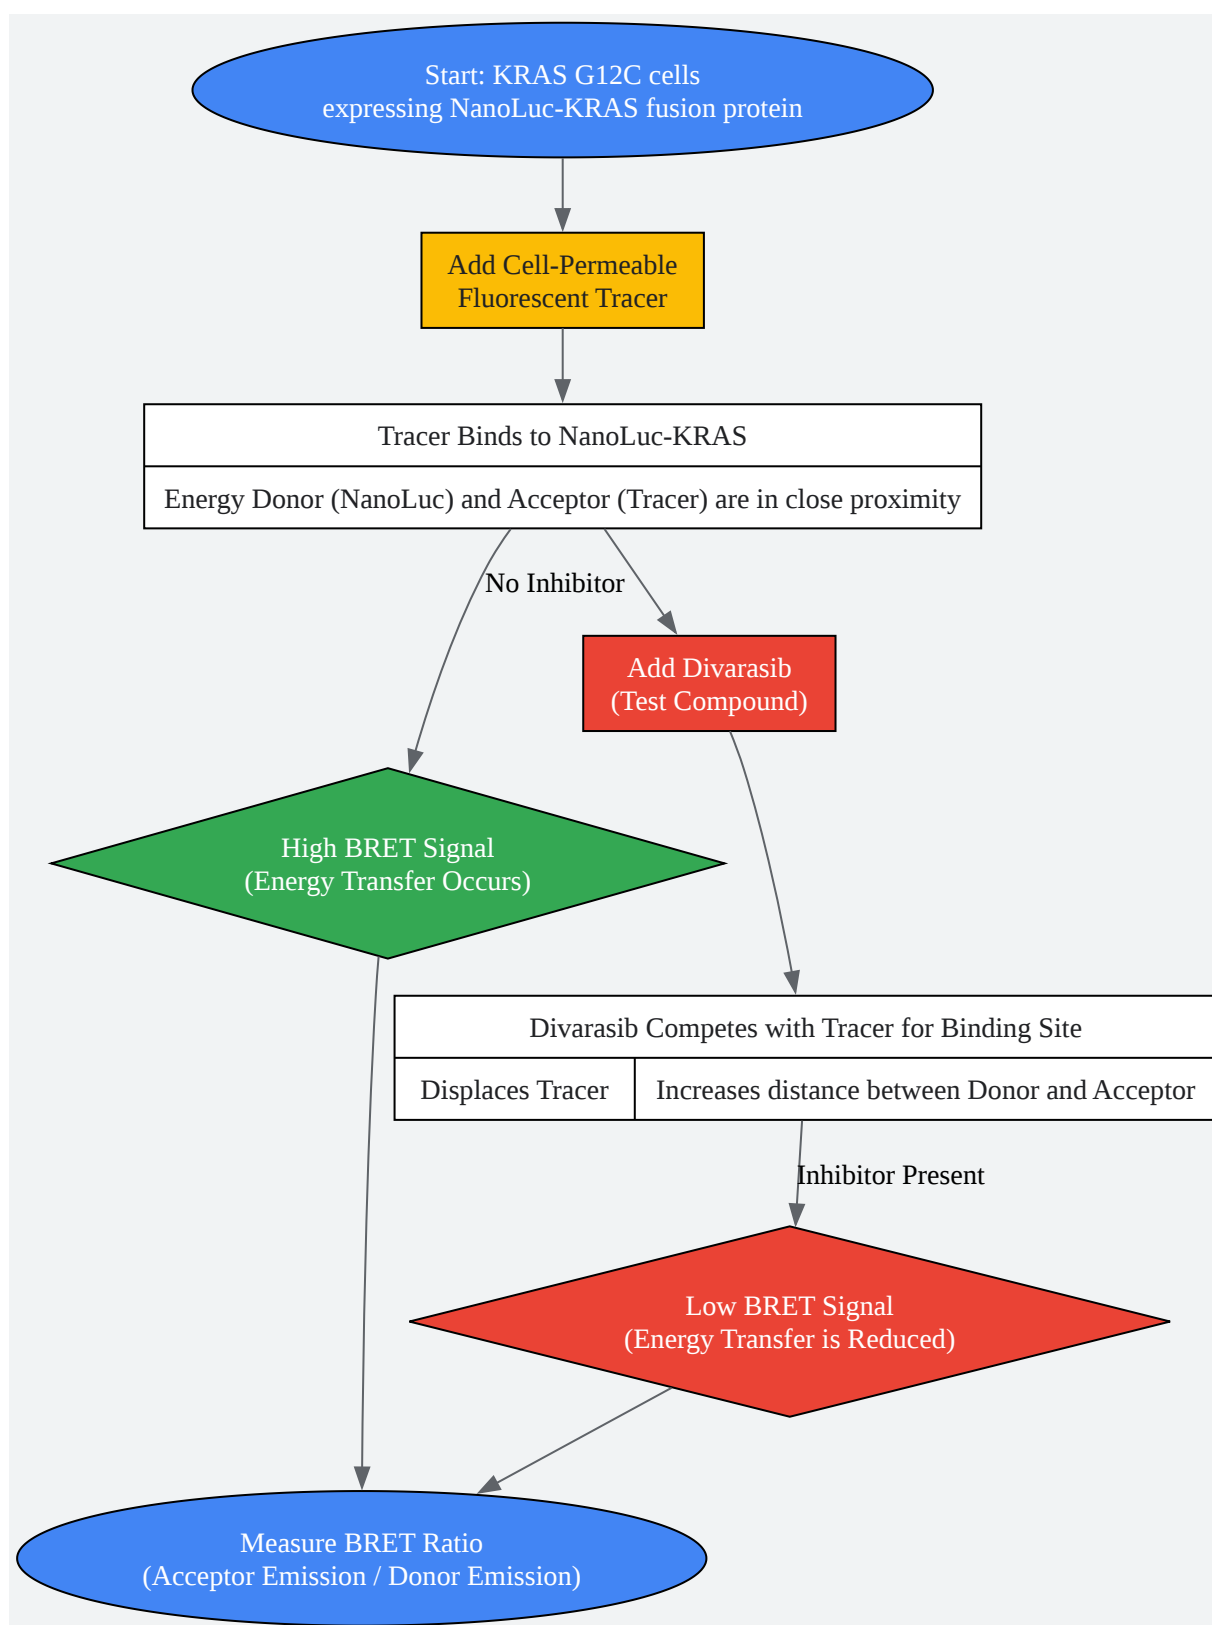 Start: KRAS G12C cells
expressing NanoLuc-KRAS fusion protein
Add Cell-Permeable
Fluorescent Tracer
Tracer Binds to NanoLuc-KRAS
Energy Donor (NanoLuc) and Acceptor (Tracer) are in close proximity
No Inhibitor
Add Divarasib
(Test Compound)
High BRET Signal
(Energy Transfer Occurs)
Divarasib Competes with Tracer for Binding Site
Displaces Tracer
Increases distance between Donor and Acceptor
Inhibitor Present
Low BRET Signal
(Energy Transfer is Reduced)
Measure BRET Ratio
(Acceptor Emission / Donor Emission)